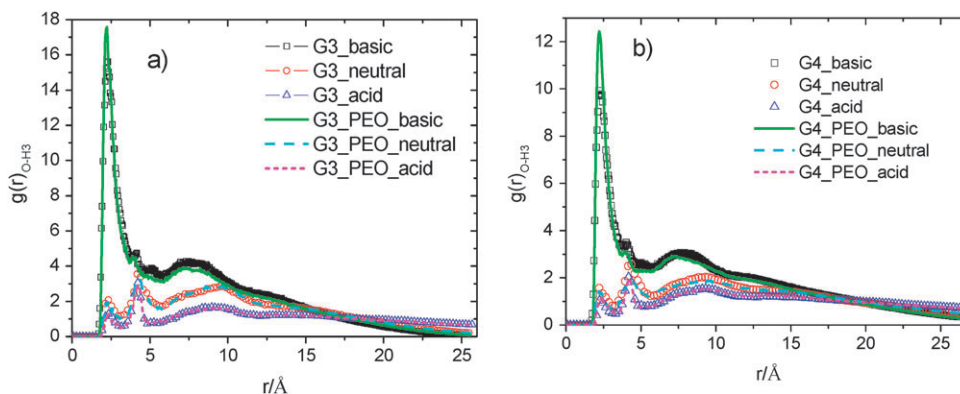 a)
G3_basic
G3_neutral
G3_acid
G3_PEO_basic
G3_PEO_neutral
G3_PEO_acid
g(r)O-H3
18
16
14
12
10
8
6
4
2
0
0 5 10 15 20 25
r/Å
b)
G4_basic
G4_neutral
G4_acid
G4_PEO_basic
G4_PEO_neutral
G4_PEO_acid
g(r)O-H3
12
10
8
6
4
2
0
0 5 10 15 20 25
r/Å